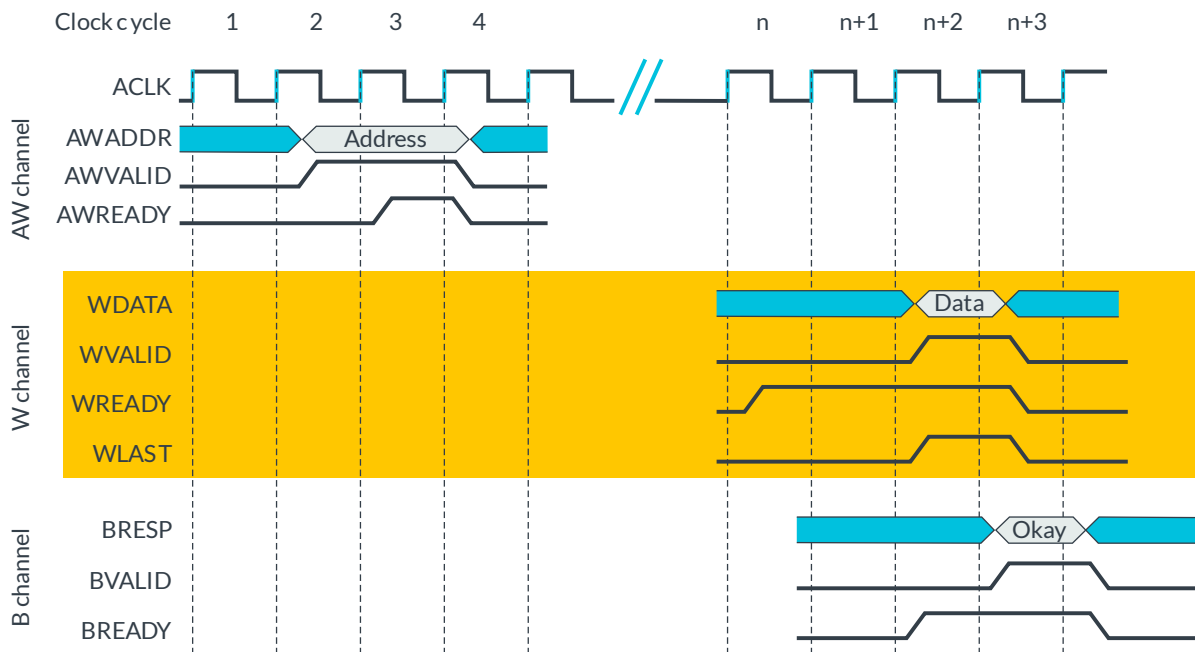 Clock cycle 1 2 3 4 n n+1 n+2 n+3
ACLK
AW channel
AWADDR Address
AWVALID
AWREADY
W channel
WDATA Data
WVALID
WREADY
WLAST
B channel
BRESP Okay
BVALID
BREADY